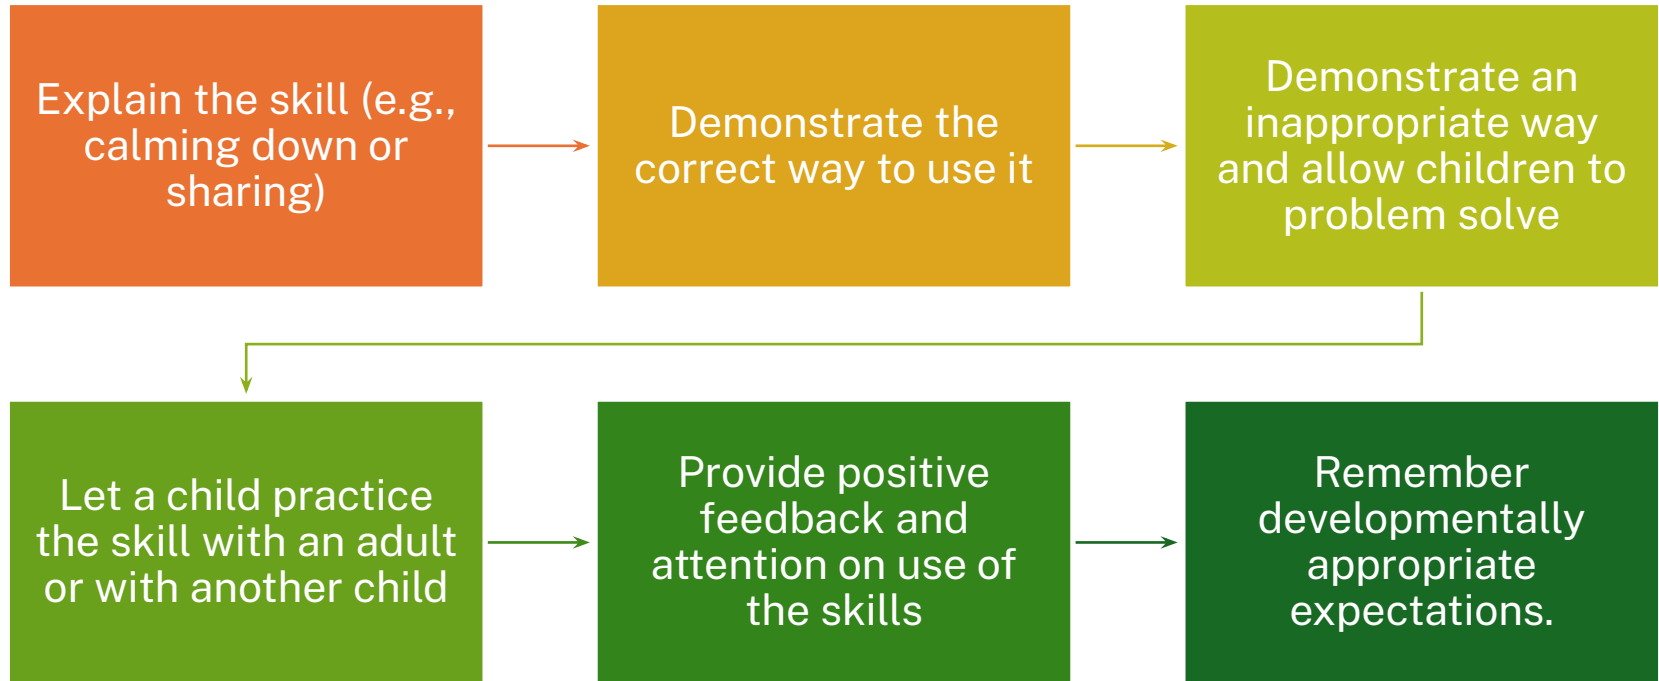 Explain the skill (e.g.,
calming down or
sharing)
Demonstrate the
correct way to use it
Demonstrate an
inappropriate way
and allow children to
problem solve
Let a child practice
the skill with an adult
or with another child
Provide positive
feedback and
attention on use of
the skills
Remember
developmentally
appropriate
expectations.